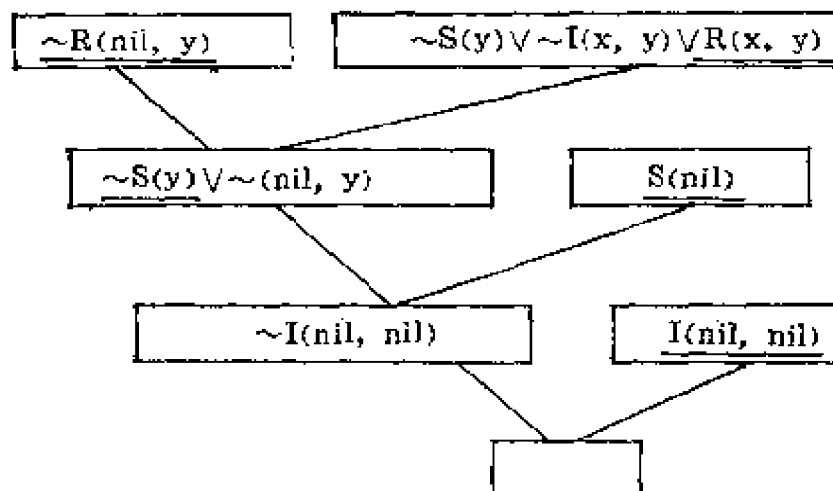 ~R(nil, y)
~S(y)∨~I(x, y)∨R(x. y)
~S(y)∨~(nil, y)
S(nil)
~I(nil, nil)
I(nil, nil)